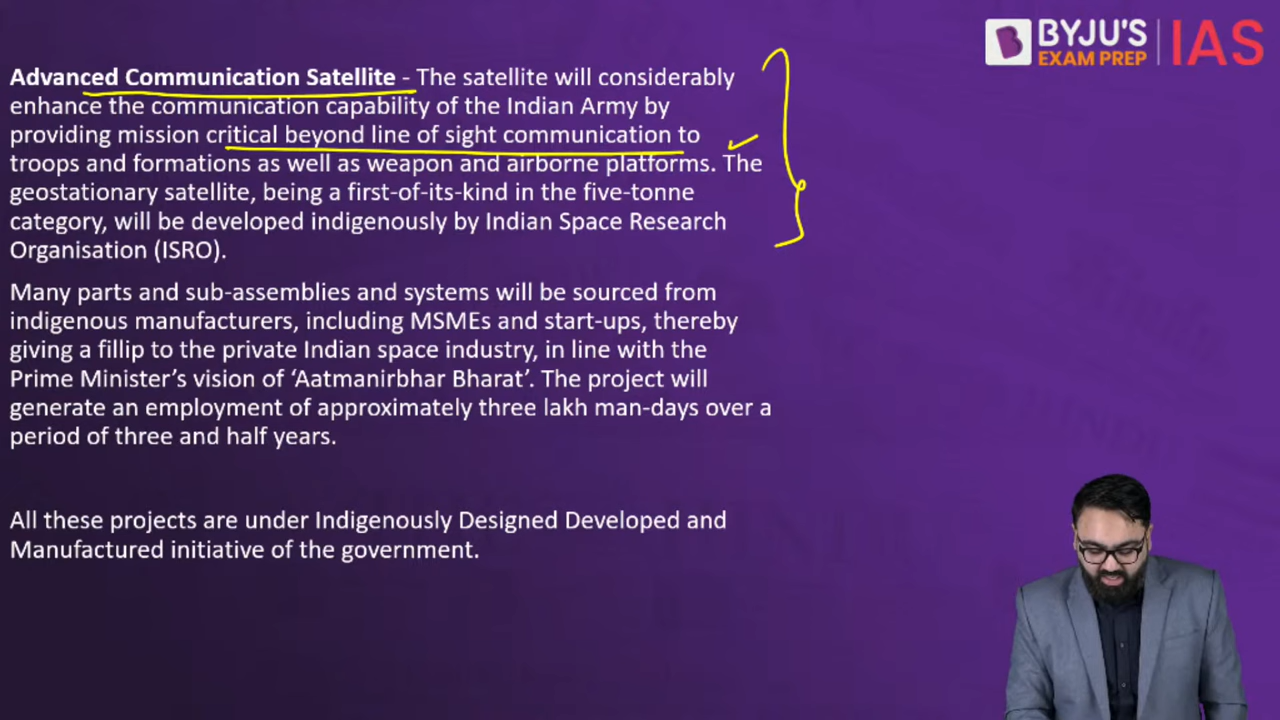 BYJU'S
EXAM PREP
IAS
Advanced Communication Satellite - The satellite will considerably
enhance the communication capability of the Indian Army by
providing mission critical beyond line of sight communication to
troops and formations as well as weapon and airborne platforms. The
geostationary satellite, being a first-of-its-kind in the five-tonne
category, will be developed indigenously by Indian Space Research
Organisation (ISRO).
Many parts and sub-assemblies and systems will be sourced from
indigenous manufacturers, including MSMEs and start-ups, thereby
giving a fillip to the private Indian space industry, in line with the
Prime Minister’s vision of ‘Aatmanirbhar Bharat’. The project will
generate an employment of approximately three lakh man-days over a
period of three and half years.
All these projects are under Indigenously Designed Developed and
Manufactured initiative of the government.